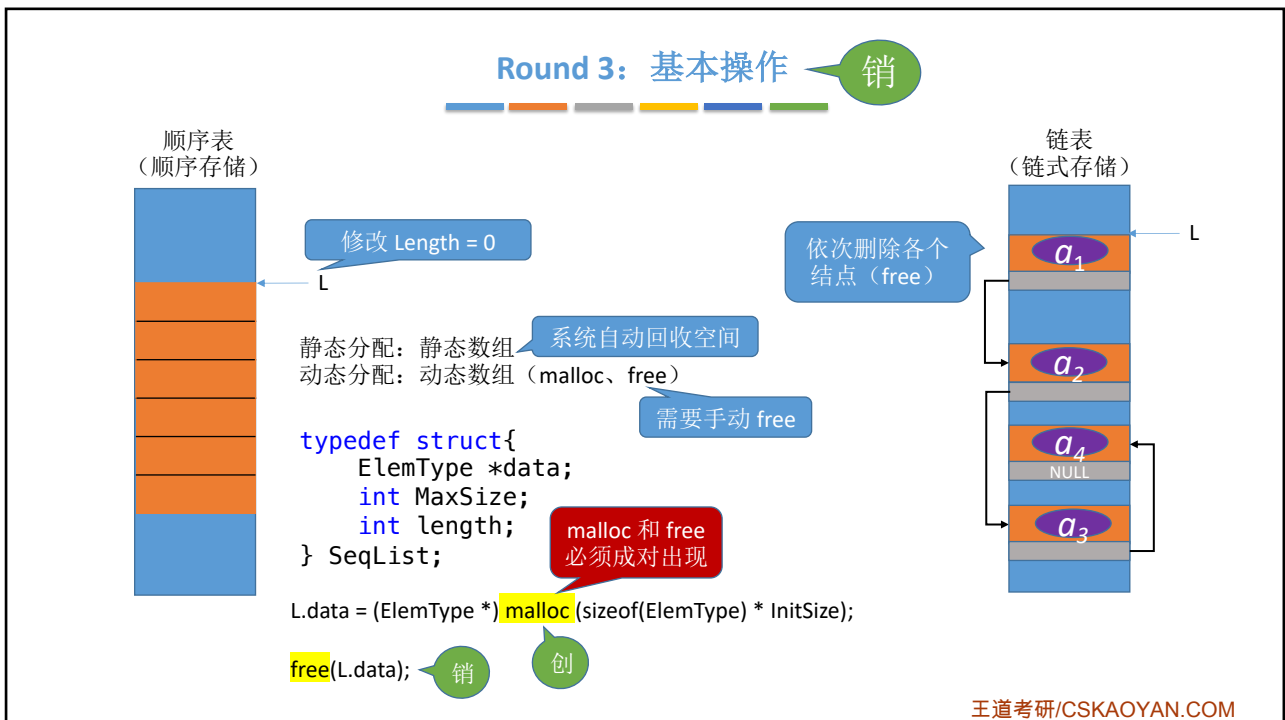 Round 3：基本操作
销
顺序表
（顺序存储）
修改 Length = 0
L
静态分配：静态数组
系统自动回收空间
动态分配：动态数组（malloc、free）
需要手动 free
typedef struct{
ElemType *data;
int MaxSize;
int length;
} SeqList;
malloc 和 free
必须成对出现
L.data = (ElemType *) malloc (sizeof(ElemType) * InitSize);
创
free(L.data);
销
链表
（链式存储）
L
依次删除各个
结点（free）
a1
a2
a4
NULL
a3
王道考研/CSKAOYAN.COM